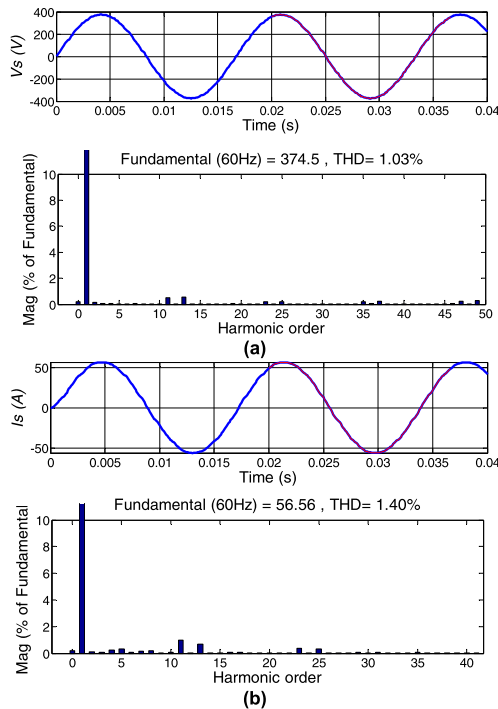 Vs (V)
400
200
0
-200
-400
0 0.005 0.01 0.015 0.02 0.025 0.03 0.035 0.04
Time (s)
Fundamental (60Hz) = 374.5 , THD= 1.03%
Mag (% of Fundamental)
10
8
6
4
2
0
0 5 10 15 20 25 30 35 40 45 50
Harmonic order
(a)
Is (A)
50
0
-50
0 0.005 0.01 0.015 0.02 0.025 0.03 0.035 0.04
Time (s)
Fundamental (60Hz) = 56.56 , THD= 1.40%
Mag (% of Fundamental
10
8
6
4
2
0
0 5 10 15 20 25 30 35 40
Harmonic order
(b)